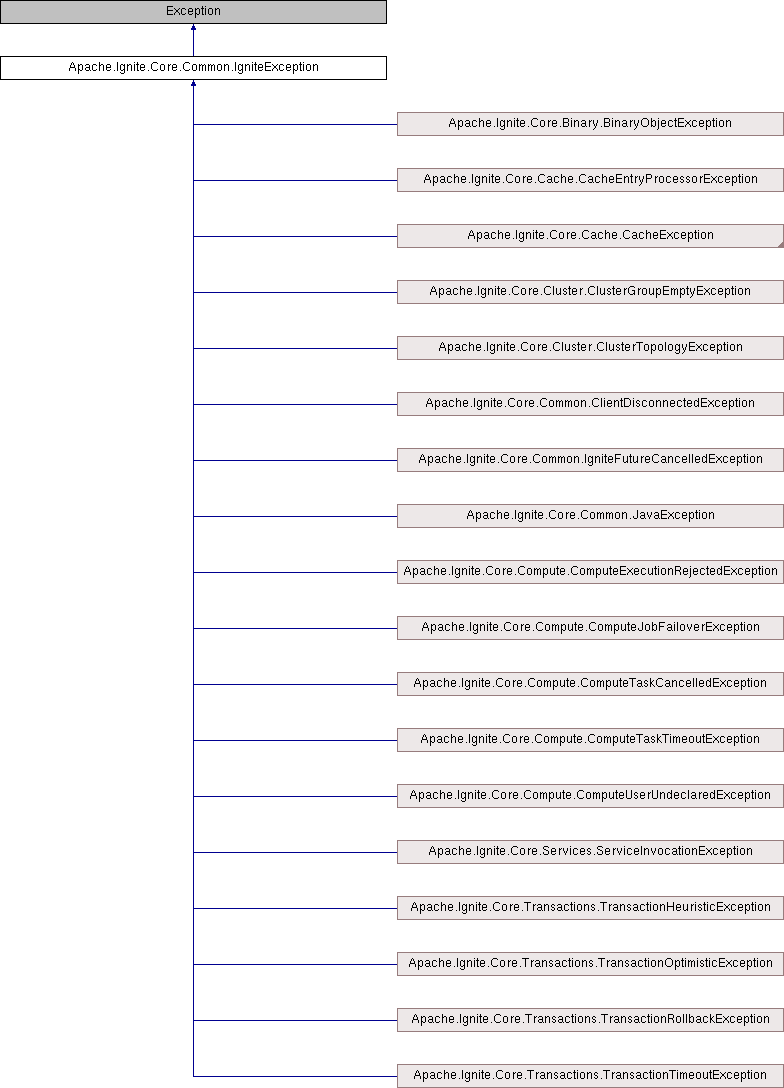 Exception
Apache.Ignite.Core.Common.IgniteException
Apache.Ignite.Core.Binary.BinaryObjectException
Apache.Ignite.Core.Cache.CacheEntryProcessorException
Apache.Ignite.Core.Cache.CacheException
Apache.Ignite.Core.Cluster.ClusterGroupEmptyException
Apache.Ignite.Core.Cluster.ClusterTopologyException
Apache.Ignite.Core.Common.ClientDisconnectedException
Apache.Ignite.Core.Common.IgniteFutureCancelledException
Apache.Ignite.Core.Common.JavaException
Apache.Ignite.Core.Compute.ComputeExecutionRejectedException
Apache.Ignite.Core.Compute.ComputeJobFailoverException
Apache.Ignite.Core.Compute.ComputeTaskCancelledException
Apache.Ignite.Core.Compute.ComputeTaskTimeoutException
Apache.Ignite.Core.Compute.ComputeUserUndeclaredException
Apache.Ignite.Core.Services.ServiceInvocationException
Apache.Ignite.Core.Transactions.TransactionHeuristicException
Apache.Ignite.Core.Transactions.TransactionOptimisticException
Apache.Ignite.Core.Transactions.TransactionRollbackException
Apache.Ignite.Core.Transactions.TransactionTimeoutException